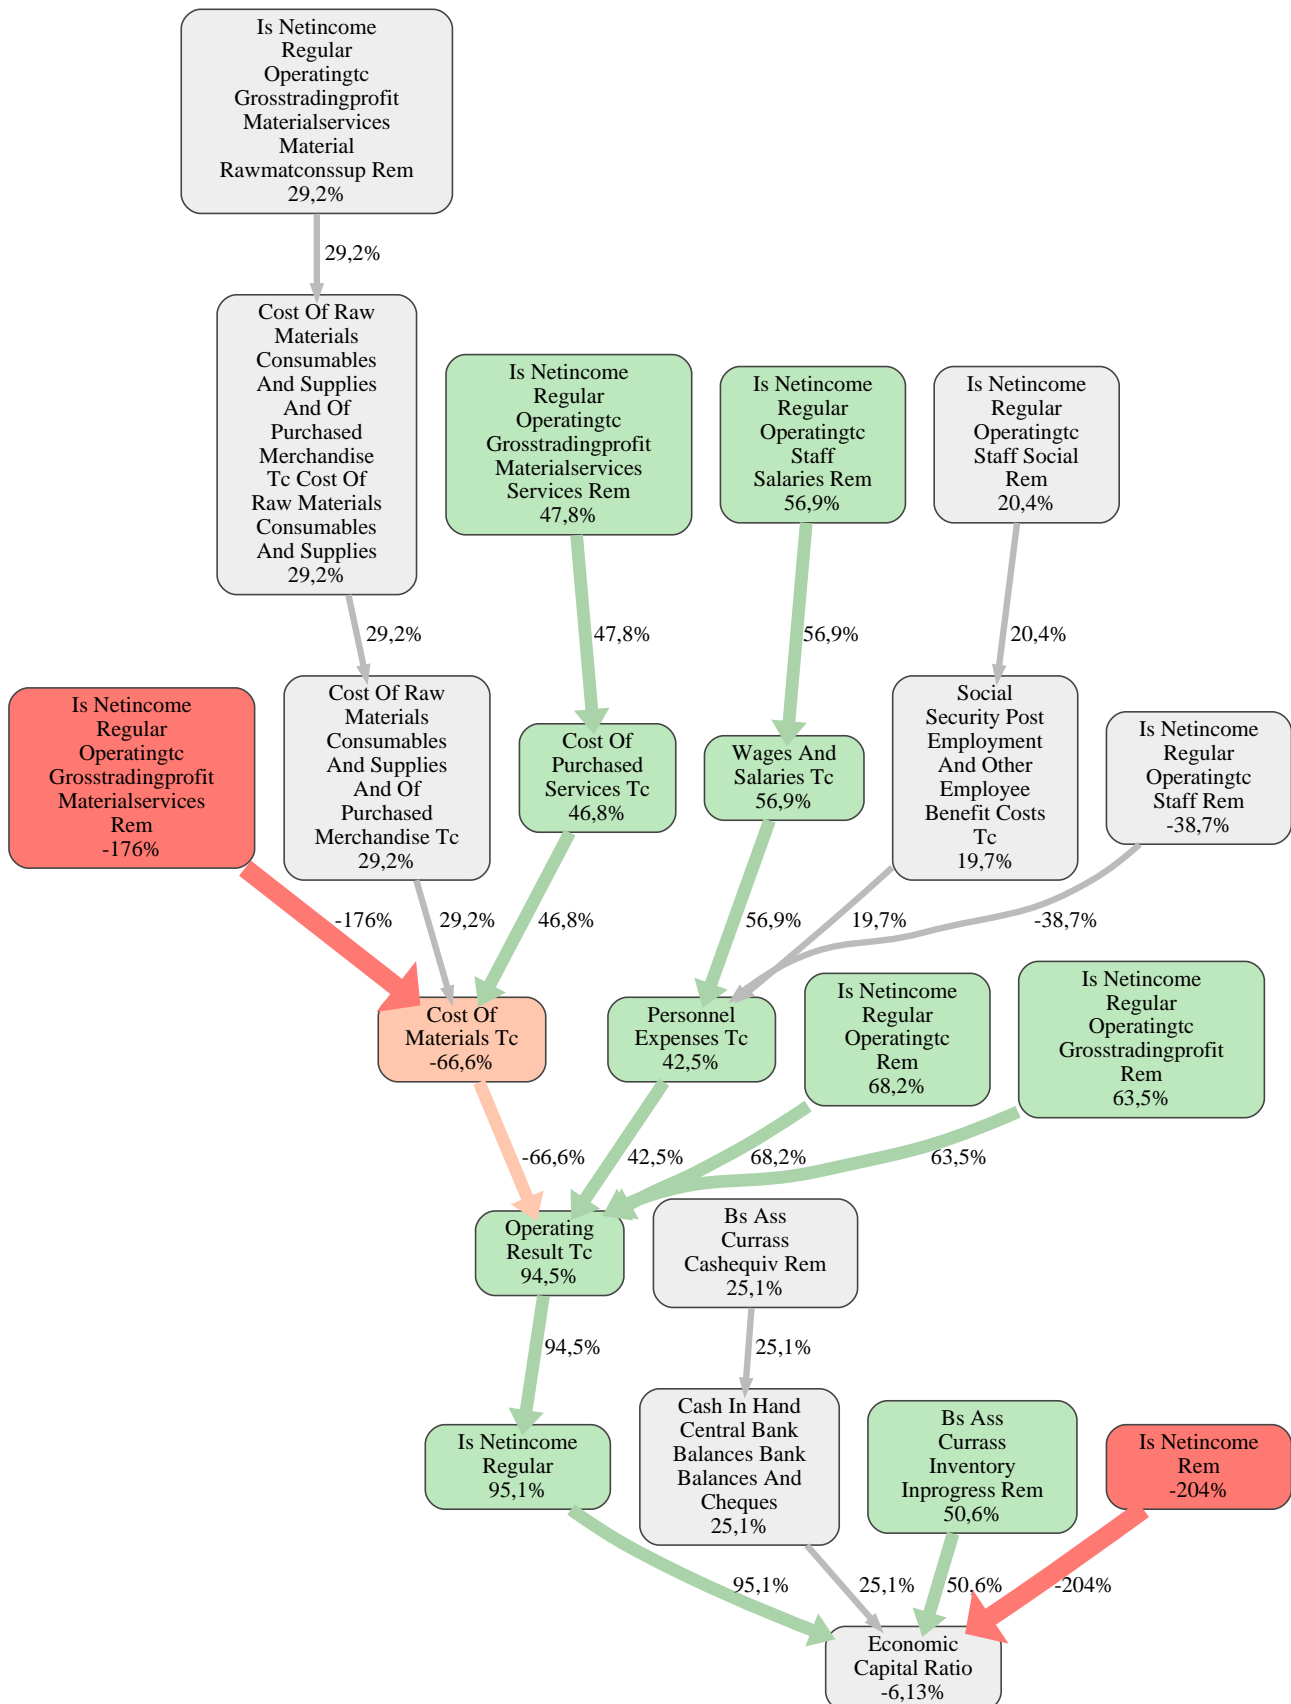 Is Netincome
Regular
Operatingtc
Grosstradingprofit
Materialservices
Material
Rawmatconssup Rem
29,2%
29,2%
Cost Of Raw
Materials
Consumables
And Supplies
And Of
Purchased
Merchandise
Tc Cost Of
Raw Materials
Consumables
And Supplies
29,2%
Is Netincome
Regular
Operatingtc
Grosstradingprofit
Materialservices
Services Rem
47,8%
Is Netincome
Regular
Operatingtc
Staff
Salaries Rem
56,9%
Is Netincome
Regular
Operatingtc
Staff Social
Rem
20,4%
29,2%
47,8%
56,9%
20,4%
Is Netincome
Regular
Operatingtc
Grosstradingprofit
Materialservices
Rem
-176%
Cost Of Raw
Materials
Consumables
And Supplies
And Of
Purchased
Merchandise Tc
29,2%
Cost Of
Purchased
Services Tc
46,8%
Wages And
Salaries Tc
56,9%
Social
Security Post
Employment
And Other
Employee
Benefit Costs
Tc
19,7%
Is Netincome
Regular
Operatingtc
Staff Rem
-38,7%
-176%
29,2%
46,8%
56,9%
19,7%
-38,7%
Cost Of
Materials Tc
-66,6%
Personnel
Expenses Tc
42,5%
Is Netincome
Regular
Operatingtc
Rem
68,2%
Is Netincome
Regular
Operatingtc
Grosstradingprofit
Rem
63,5%
-66,6%
42,5%
68,2%
63,5%
Operating
Result Tc
94,5%
Bs Ass
Currass
Cashequiv Rem
25,1%
94,5%
25,1%
Is Netincome
Regular
95,1%
Cash In Hand
Central Bank
Balances Bank
Balances And
Cheques
25,1%
Bs Ass
Currass
Inventory
Inprogress Rem
50,6%
Is Netincome
Rem
-204%
95,1%
25,1%
50,6%
-204%
Economic
Capital Ratio
-6,13%